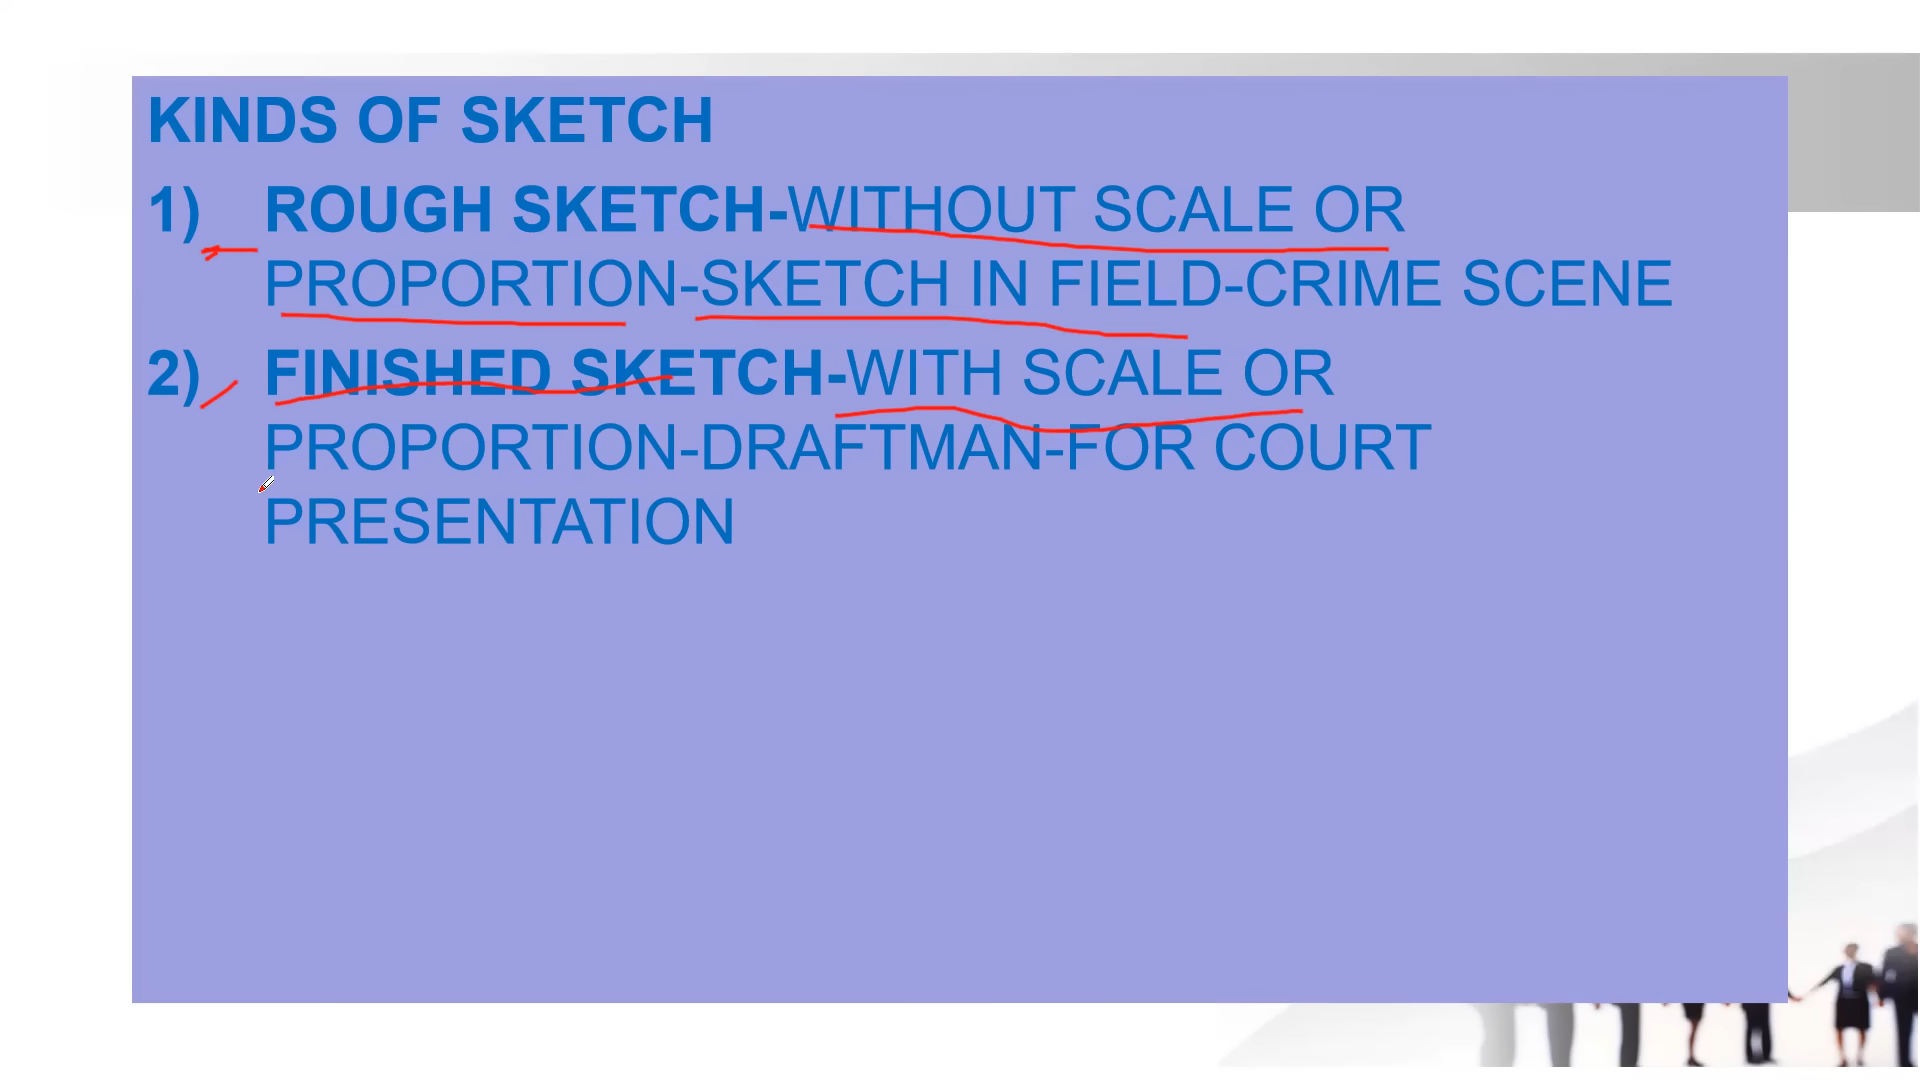 KINDS OF SKETCH
1) ROUGH SKETCH-WITHOUT SCALE OR
PROPORTION-SKETCH IN FIELD-CRIME SCENE
2) FINISHED SKETCH-WITH SCALE OR
PROPORTION-DRAFTMAN-FOR COURT
PRESENTATION